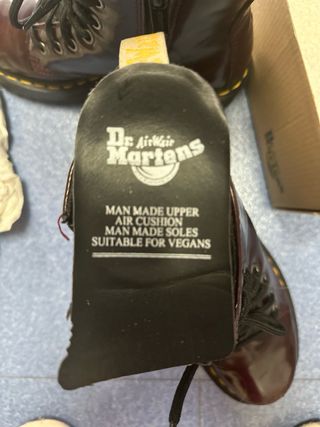 Dr. AirWair
Martens
MAN MADE UPPER
AIR CUSHION
MAN MADE SOLES
SUITABLE FOR VEGANS